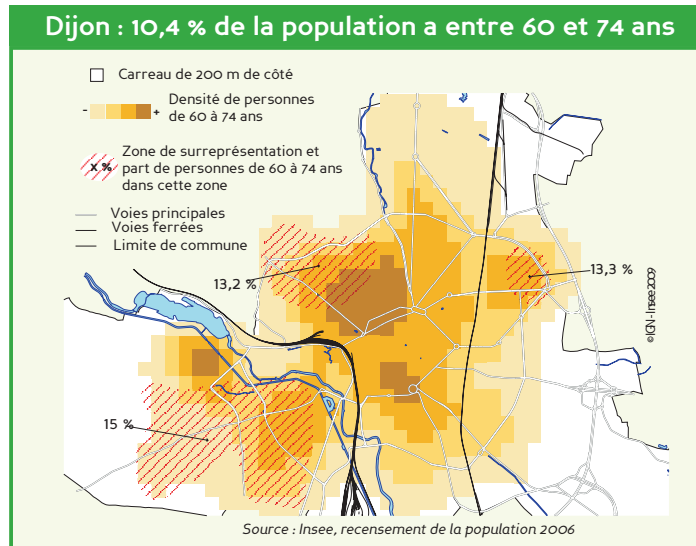 Dijon : 10,4 % de la population a entre 60 et 74 ans
Carreau de 200 m de côté
- + Densité de personnes
de 60 à 74 ans
x %
Zone de surreprésentation et
part de personnes de 60 à 74 ans
dans cette zone
Voies principales
Voies ferrées
Limite de commune
13,2 %
13,3 %
15 %
©IGN-Insee2009
Source : Insee, recensement de la population 2006